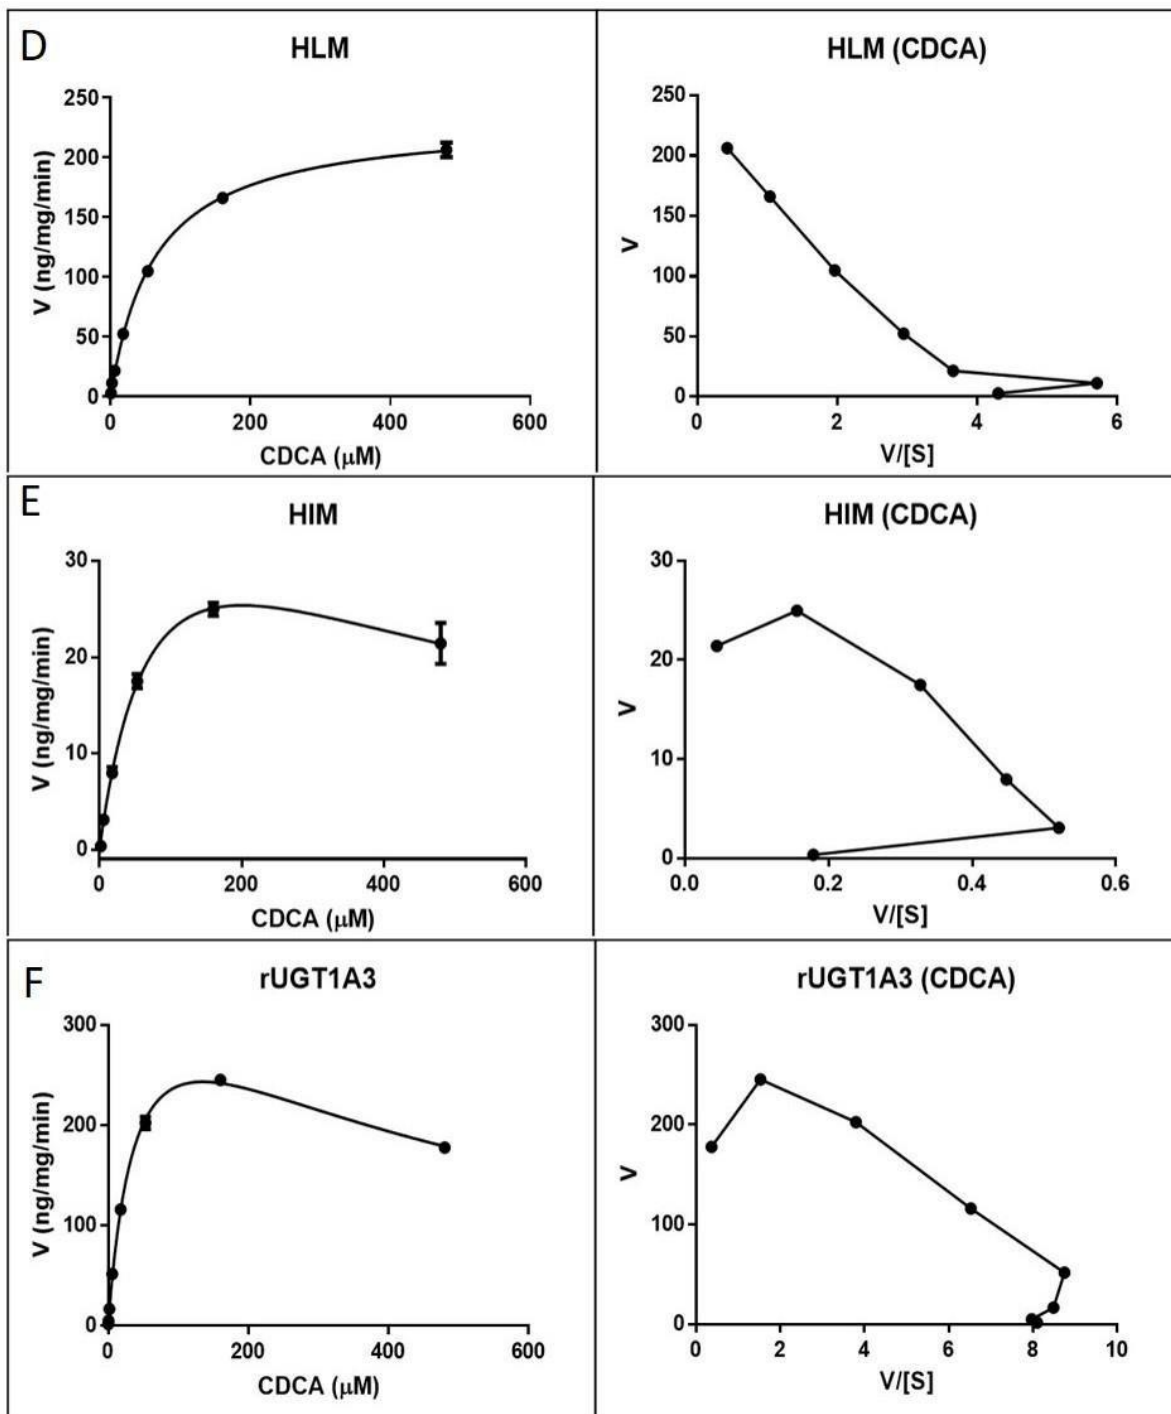 D
HLM
250
200
150
100
50
0
V (ng/mg/min)
0 200 400 600
CDCA (μM)
HLM (CDCA)
250
200
150
100
50
0
V
0 2 4 6
V/[S]
E
HIM
30
20
10
0
V (ng/mg/min)
0 200 400 600
CDCA (μM)
HIM (CDCA)
30
20
10
0
V
0.0 0.2 0.4 0.6
V/[S]
F
rUGT1A3
300
200
100
0
V (ng/mg/min)
0 200 400 600
CDCA (μM)
rUGT1A3 (CDCA)
300
200
100
0
V
0 2 4 6 8 10
V/[S]